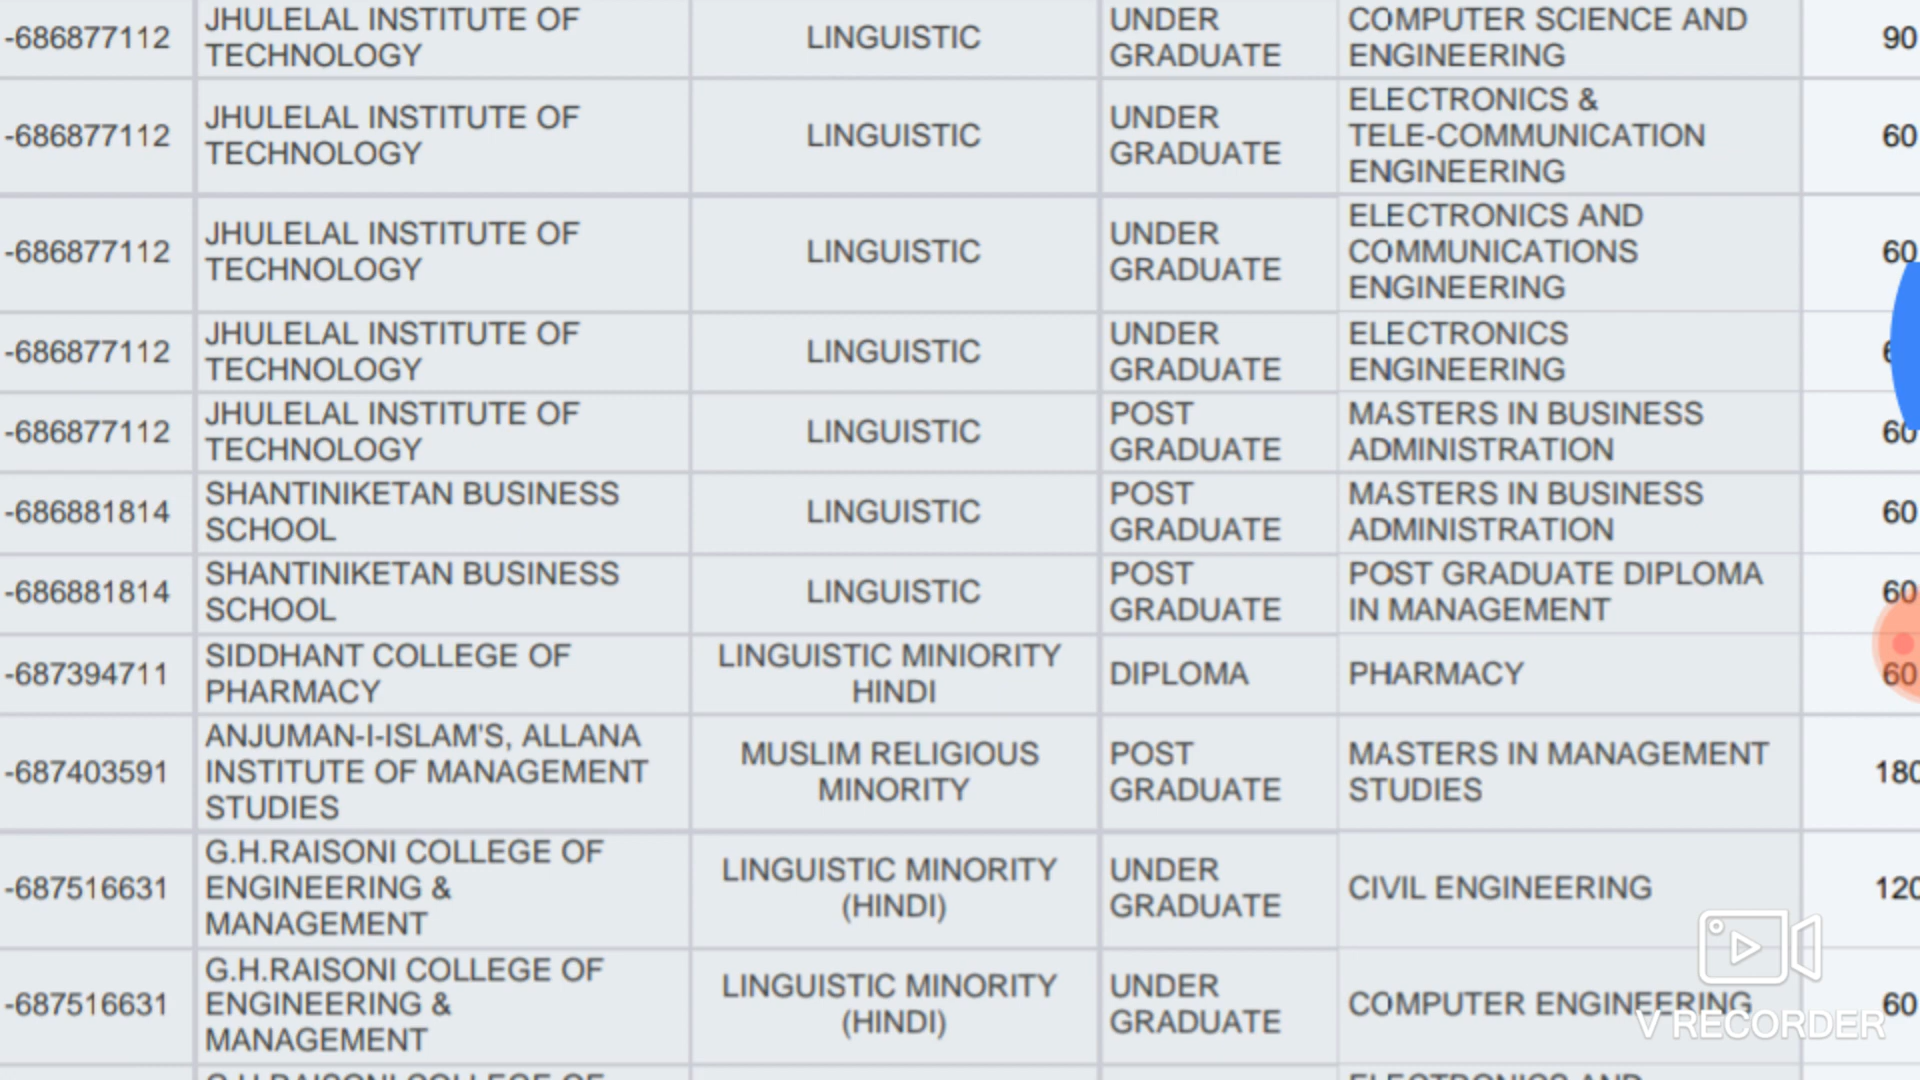 -686877112 JHULELAL INSTITUTE OF TECHNOLOGY LINGUISTIC UNDER GRADUATE COMPUTER SCIENCE AND ENGINEERING 90
-686877112 JHULELAL INSTITUTE OF TECHNOLOGY LINGUISTIC UNDER GRADUATE ELECTRONICS & TELE-COMMUNICATION ENGINEERING 60
-686877112 JHULELAL INSTITUTE OF TECHNOLOGY LINGUISTIC UNDER GRADUATE ELECTRONICS AND COMMUNICATIONS ENGINEERING 60
-686877112 JHULELAL INSTITUTE OF TECHNOLOGY LINGUISTIC UNDER GRADUATE ELECTRONICS ENGINEERING
-686877112 JHULELAL INSTITUTE OF TECHNOLOGY LINGUISTIC POST GRADUATE MASTERS IN BUSINESS ADMINISTRATION 60
-686881814 SHANTINIKETAN BUSINESS SCHOOL LINGUISTIC POST GRADUATE MASTERS IN BUSINESS ADMINISTRATION 60
-686881814 SHANTINIKETAN BUSINESS SCHOOL LINGUISTIC POST GRADUATE POST GRADUATE DIPLOMA IN MANAGEMENT 60
-687394711 SIDDHANT COLLEGE OF PHARMACY LINGUISTIC MINIORITY HINDI DIPLOMA PHARMACY 60
-687403591 ANJUMAN-I-ISLAM'S, ALLANA INSTITUTE OF MANAGEMENT STUDIES MUSLIM RELIGIOUS MINORITY POST GRADUATE MASTERS IN MANAGEMENT STUDIES 180
-687516631 G.H.RAISONI COLLEGE OF ENGINEERING & MANAGEMENT LINGUISTIC MINORITY (HINDI) UNDER GRADUATE CIVIL ENGINEERING 120
-687516631 G.H.RAISONI COLLEGE OF ENGINEERING & MANAGEMENT LINGUISTIC MINORITY (HINDI) UNDER GRADUATE COMPUTER ENGINEERING 60
V RECORDER